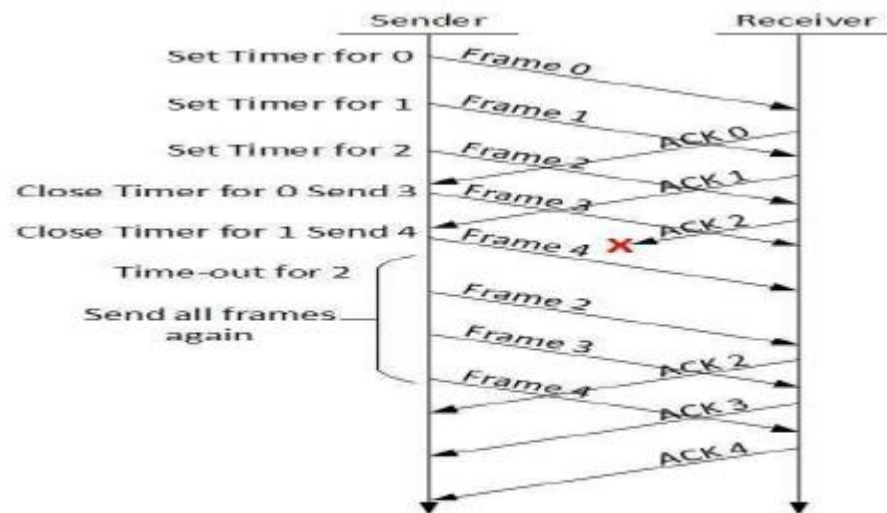 Sender
Receiver
Set Timer for 0
Frame 0
Set Timer for 1
Frame 1
ACK 0
Set Timer for 2
Frame 2
ACK 1
Close Timer for 0 Send 3
Frame 3
ACK 2
Close Timer for 1 Send 4
Frame 4
Time-out for 2
Send all frames
again
Frame 2
Frame 3
ACK 2
Frame 4
ACK 3
ACK 4